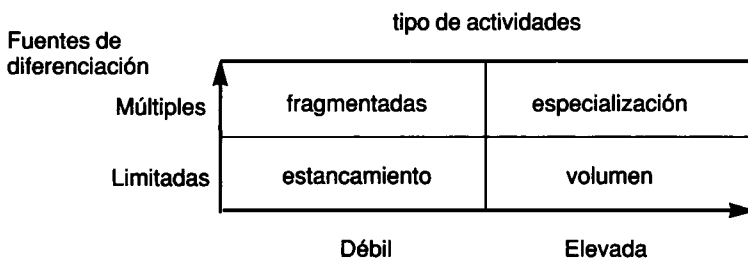 tipo de actividades
Fuentes de
diferenciación
Múltiples fragmentadas especialización
Limitadas estancamiento volumen
Débil Elevada